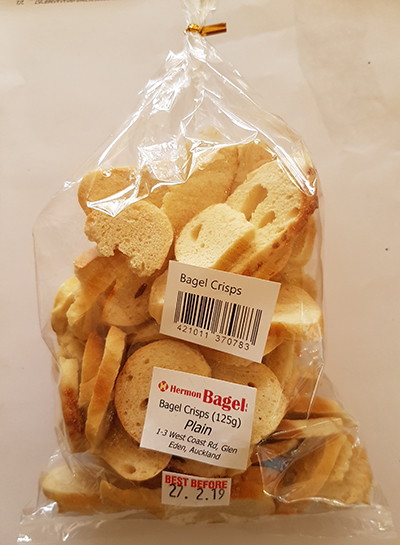 Bagel Crisps
421011 370783
Hermon Bagels
Bagel Crisps (125g)
Plain
1-3 West Coast Rd, Glen
Eden, Auckland
BEST BEFORE
27. 2.19